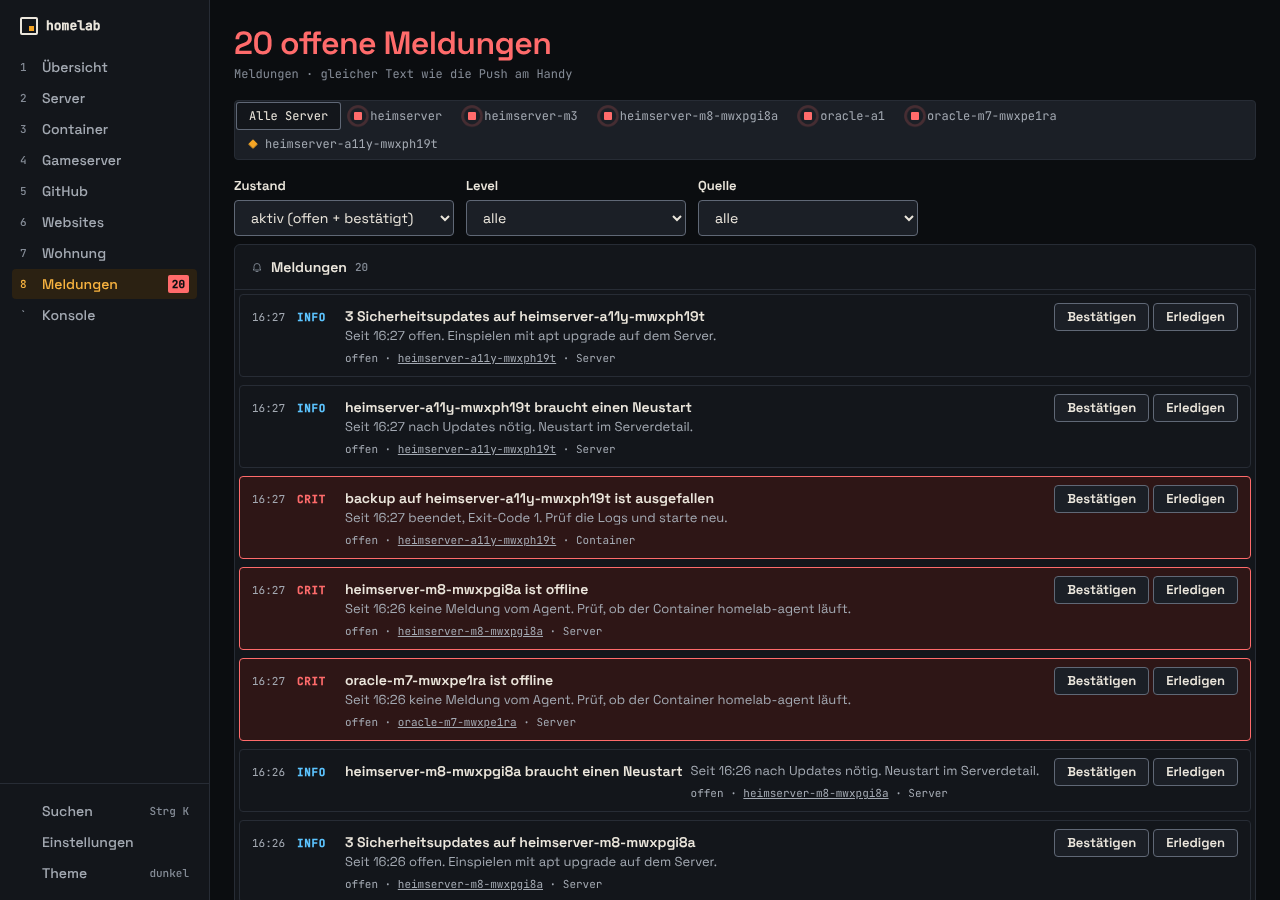 homelab
1 Übersicht
2 Server
3 Container
4 Gameserver
5 GitHub
6 Websites
7 Wohnung
8 Meldungen 20
` Konsole
Suchen Strg K
Einstellungen
Theme dunkel
20 offene Meldungen
Meldungen · gleicher Text wie die Push am Handy
Alle Server heimserver heimserver-m3 heimserver-m8-mwxpgi8a oracle-a1 oracle-m7-mwxpe1ra
heimserver-a11y-mwxph19t
Zustand Level Quelle
aktiv (offen + bestätigt) alle alle
Meldungen 20
16:27 INFO 3 Sicherheitsupdates auf heimserver-a11y-mwxph19t Bestätigen Erledigen
Seit 16:27 offen. Einspielen mit apt upgrade auf dem Server.
offen · heimserver-a11y-mwxph19t · Server
16:27 INFO heimserver-a11y-mwxph19t braucht einen Neustart Bestätigen Erledigen
Seit 16:27 nach Updates nötig. Neustart im Serverdetail.
offen · heimserver-a11y-mwxph19t · Server
16:27 CRIT backup auf heimserver-a11y-mwxph19t ist ausgefallen Bestätigen Erledigen
Seit 16:27 beendet, Exit-Code 1. Prüf die Logs und starte neu.
offen · heimserver-a11y-mwxph19t · Container
16:27 CRIT heimserver-m8-mwxpgi8a ist offline Bestätigen Erledigen
Seit 16:26 keine Meldung vom Agent. Prüf, ob der Container homelab-agent läuft.
offen · heimserver-m8-mwxpgi8a · Server
16:27 CRIT oracle-m7-mwxpe1ra ist offline Bestätigen Erledigen
Seit 16:26 keine Meldung vom Agent. Prüf, ob der Container homelab-agent läuft.
offen · oracle-m7-mwxpe1ra · Server
16:26 INFO heimserver-m8-mwxpgi8a braucht einen Neustart Seit 16:26 nach Updates nötig. Neustart im Serverdetail. Bestätigen Erledigen
offen · heimserver-m8-mwxpgi8a · Server
16:26 INFO 3 Sicherheitsupdates auf heimserver-m8-mwxpgi8a Bestätigen Erledigen
Seit 16:26 offen. Einspielen mit apt upgrade auf dem Server.
offen · heimserver-m8-mwxpgi8a · Server